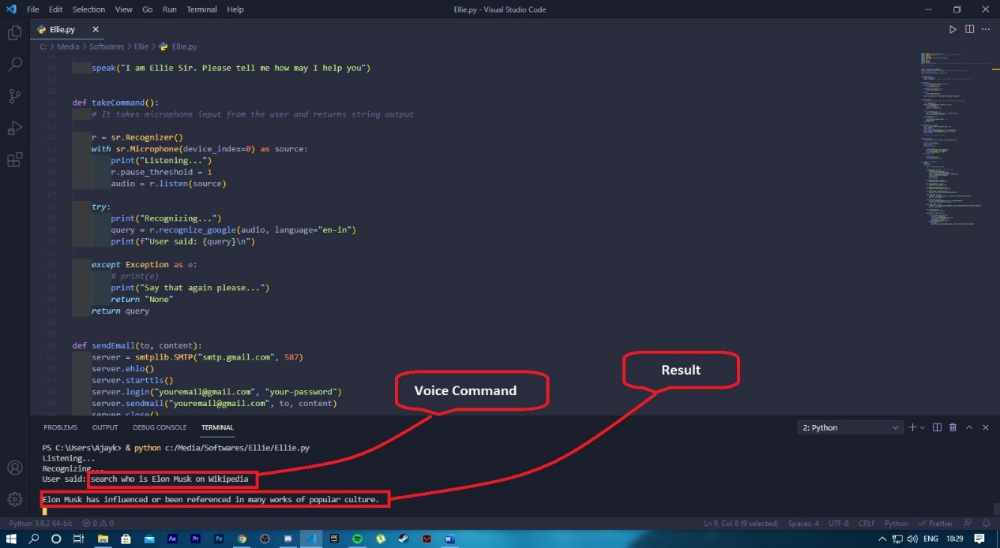 File Edit Selection View Go Run Terminal Help
Ellie.py - Visual Studio Code
Ellie.py
C: > Media > Softwares > Ellie > Ellie.py > ...
speak("I am Ellie Sir. Please tell me how may I help you")
def takeCommand():
# It takes microphone input from the user and returns string output
r = sr.Recognizer()
with sr.Microphone(device_index=0) as source:
print("Listening...")
r.pause_threshold = 1
audio = r.listen(source)
try:
print("Recognizing...")
query = r.recognize_google(audio, language="en-in")
print(f"User said: {query}\n")
except Exception as e:
# print(e)
print("Say that again please...")
return "None"
return query
def sendEmail(to, content):
server = smtplib.SMTP("smtp.gmail.com", 587)
server.ehlo()
server.starttls()
server.login("youremail@gmail.com", "your-password")
server.sendmail("youremail@gmail.com", to, content)
server.close()
Voice Command
Result
PROBLEMS OUTPUT DEBUG CONSOLE TERMINAL
2: Python
PS C:\Users\Ajayk> & python c:/Media/Softwares/Ellie/Ellie.py
Listening...
Recognizing...
User said: search who is Elon Musk on Wikipedia
Elon Musk has influenced or been referenced in many works of popular culture.
Python 3.9.2 64-bit 0 0
Ln 9, Col 8 (9 selected) Spaces: 4 UTF-8 CRLF Python Prettier
ENG 18:29